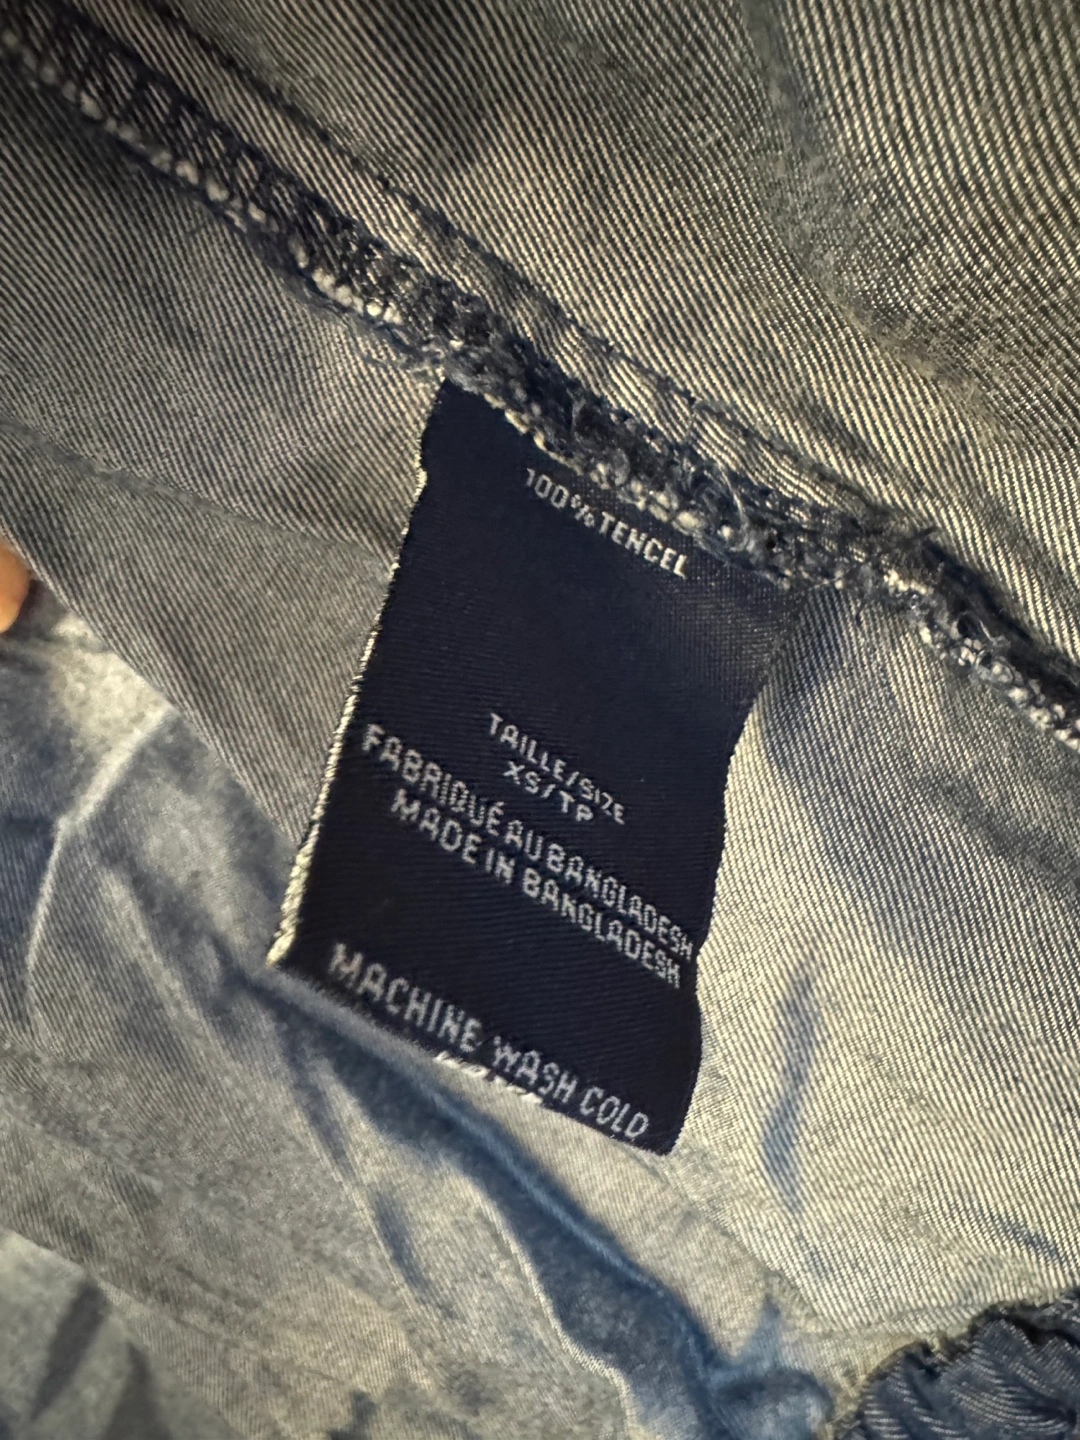 100% TENCEL
TAILLE/SIZE
XS/TP
FABRIQUÉ AU BANGLADESH
MADE IN BANGLADESH
MACHINE WASH COLD